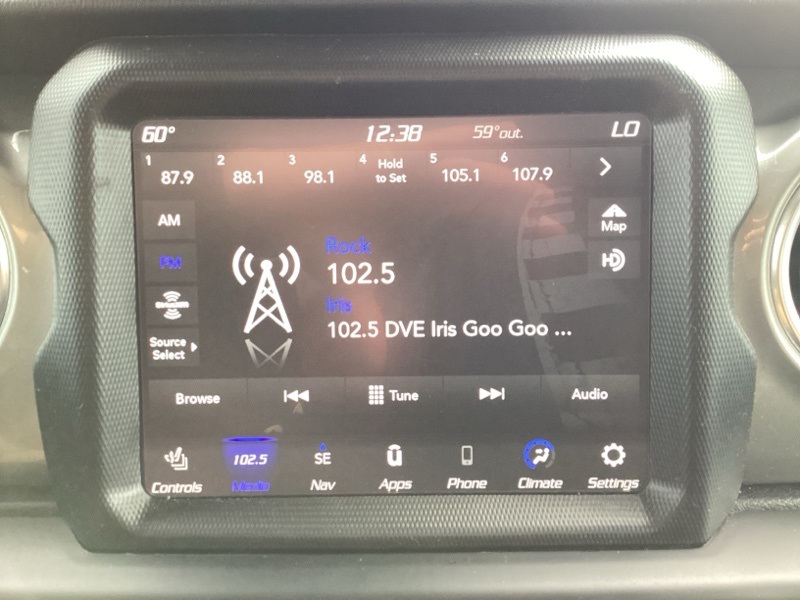 60° 12:38 59°out. LO
1 87.9 2 88.1 3 98.1 4 Hold to Set 5 105.1 6 107.9
AM
Map
FM
HD
Rock
102.5
Iris
102.5 DVE Iris Goo Goo ...
SiriusXM
Source
Select
Browse Tune Audio
102.5 SE u
Controls Media Nav Apps Phone Climate Settings